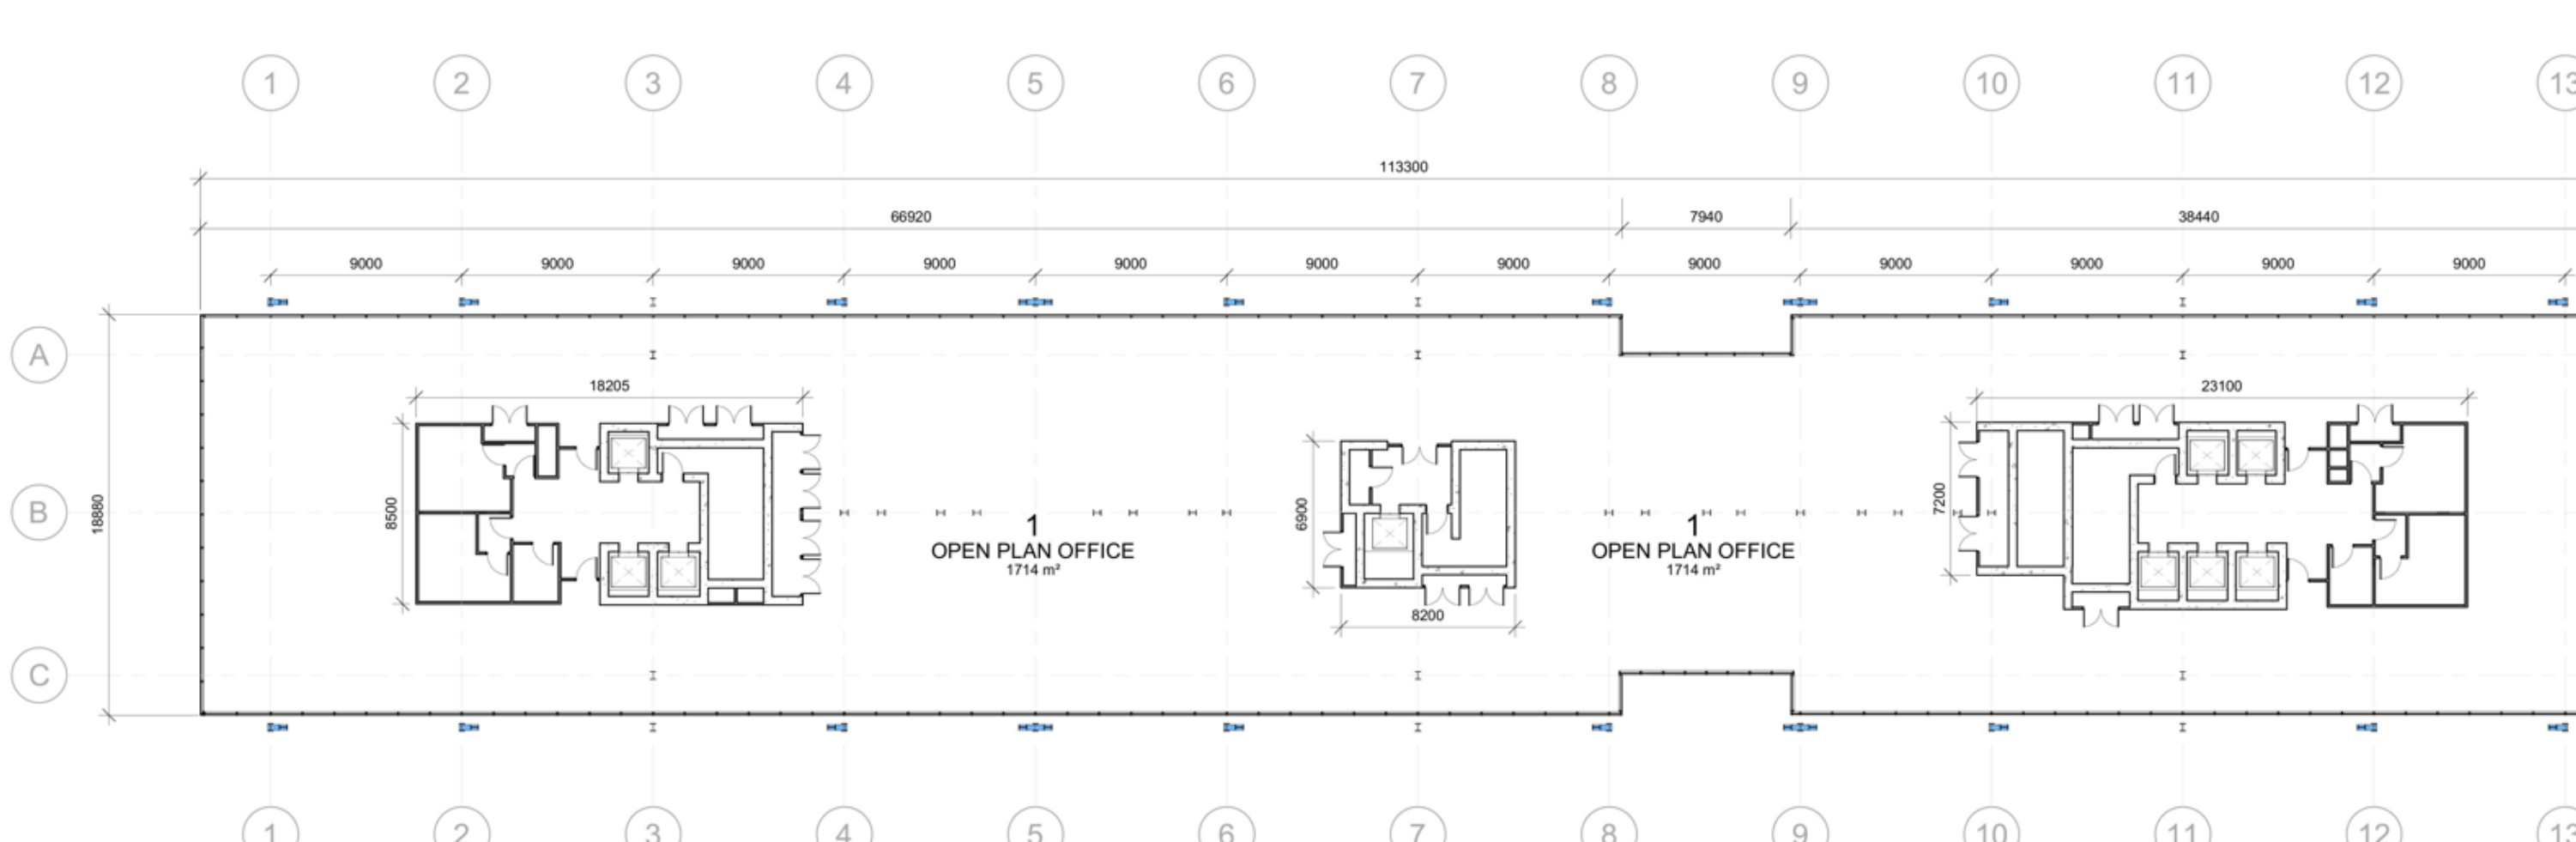 1 2 3 4 5 6 7 8 9 10 11 12 13
113300
66920 7940 38440
9000 9000 9000 9000 9000 9000 9000 9000 9000 9000 9000 9000
A
18205 23100
B
18880 8500 6900 7200
1 1
OPEN PLAN OFFICE OPEN PLAN OFFICE
1714 m² 1714 m²
8200
C
1 2 3 4 5 6 7 8 9 10 11 12 13